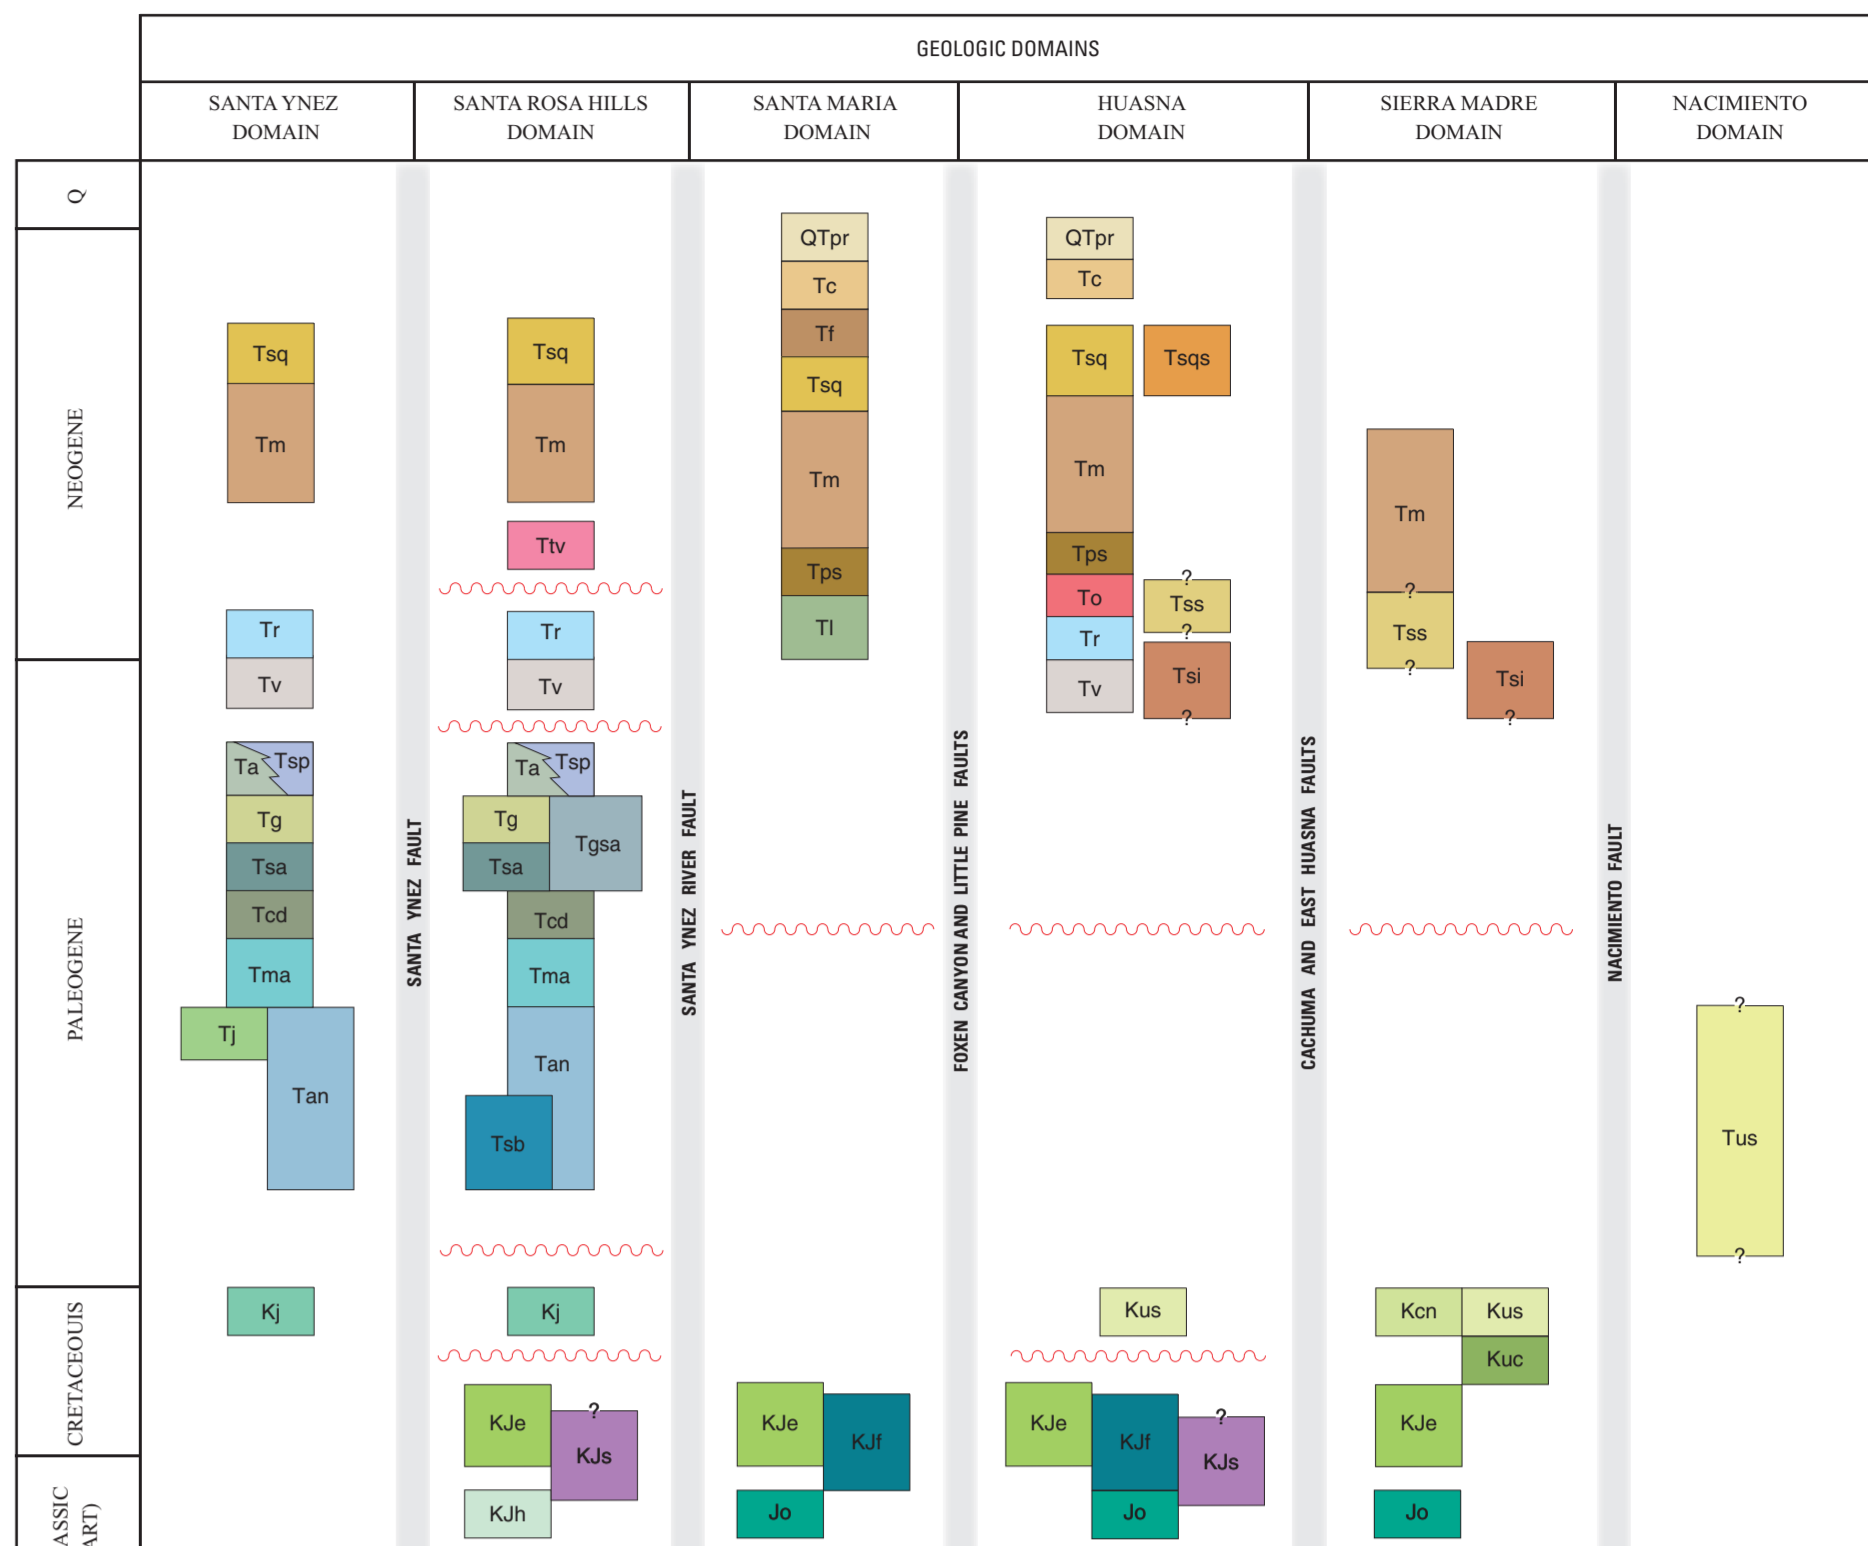 GEOLOGIC DOMAINS
SANTA YNEZ
DOMAIN
SANTA ROSA HILLS
DOMAIN
SANTA MARIA
DOMAIN
HUASNA
DOMAIN
SIERRA MADRE
DOMAIN
NACIMIENTO
DOMAIN
Q
NEOGENE
PALEOGENE
CRETACEOUIS
ASSIC
ART)
Tsq
Tm
Tr
Tv
Ta
Tsp
Tg
Tsa
Tcd
Tma
Tj
Tan
Kj
SANTA YNEZ FAULT
Tsq
Tm
Ttv
Tr
Tv
Ta
Tsp
Tg
Tgsa
Tsa
Tcd
Tma
Tan
Tsb
Kj
KJe
?
KJs
KJh
SANTA YNEZ RIVER FAULT
QTpr
Tc
Tf
Tsq
Tm
Tps
Tl
KJe
KJf
Jo
FOXEN CANYON AND LITTLE PINE FAULTS
QTpr
Tc
Tsq
Tsqs
Tm
Tps
To
?
Tss
?
Tr
Tv
Tsi
?
Kus
KJe
KJf
?
KJs
Jo
CACHUMA AND EAST HUASNA FAULTS
Tm
?
Tss
?
Tsi
?
Kcn
Kus
Kuc
KJe
Jo
NACIMIENTO FAULT
?
Tus
?